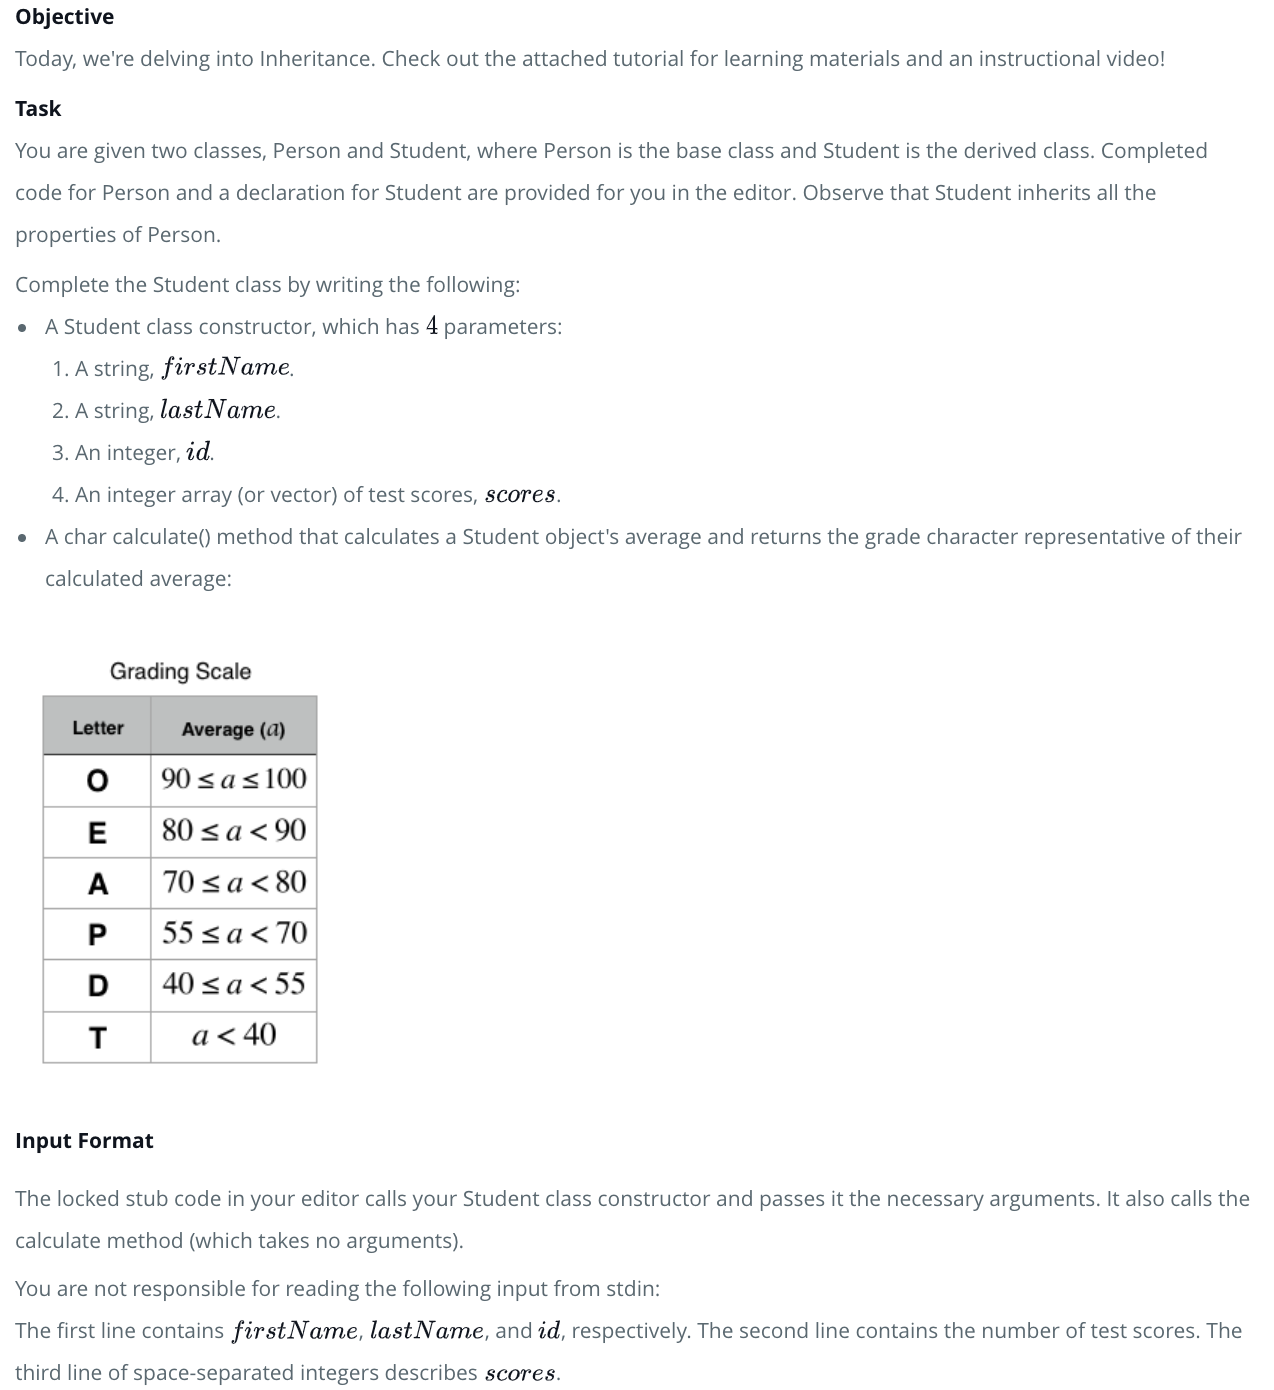 Objective
Today, we're delving into Inheritance. Check out the attached tutorial for learning materials and an instructional video!
Task
You are given two classes, Person and Student, where Person is the base class and Student is the derived class. Completed
code for Person and a declaration for Student are provided for you in the editor. Observe that Student inherits all the
properties of Person.
Complete the Student class by writing the following:
• A Student class constructor, which has 4 parameters:
1. A string, firstName.
2. A string, lastName.
3. An integer, id.
4. An integer array (or vector) of test scores, scores.
• A char calculate() method that calculates a Student object's average and returns the grade character representative of their
calculated average:
Grading Scale
Letter Average (a)
O 90 ≤ a ≤ 100
E 80 ≤ a < 90
A 70 ≤ a < 80
P 55 ≤ a < 70
D 40 ≤ a < 55
T a < 40
Input Format
The locked stub code in your editor calls your Student class constructor and passes it the necessary arguments. It also calls the
calculate method (which takes no arguments).
You are not responsible for reading the following input from stdin:
The first line contains firstName, lastName, and id, respectively. The second line contains the number of test scores. The
third line of space-separated integers describes scores.